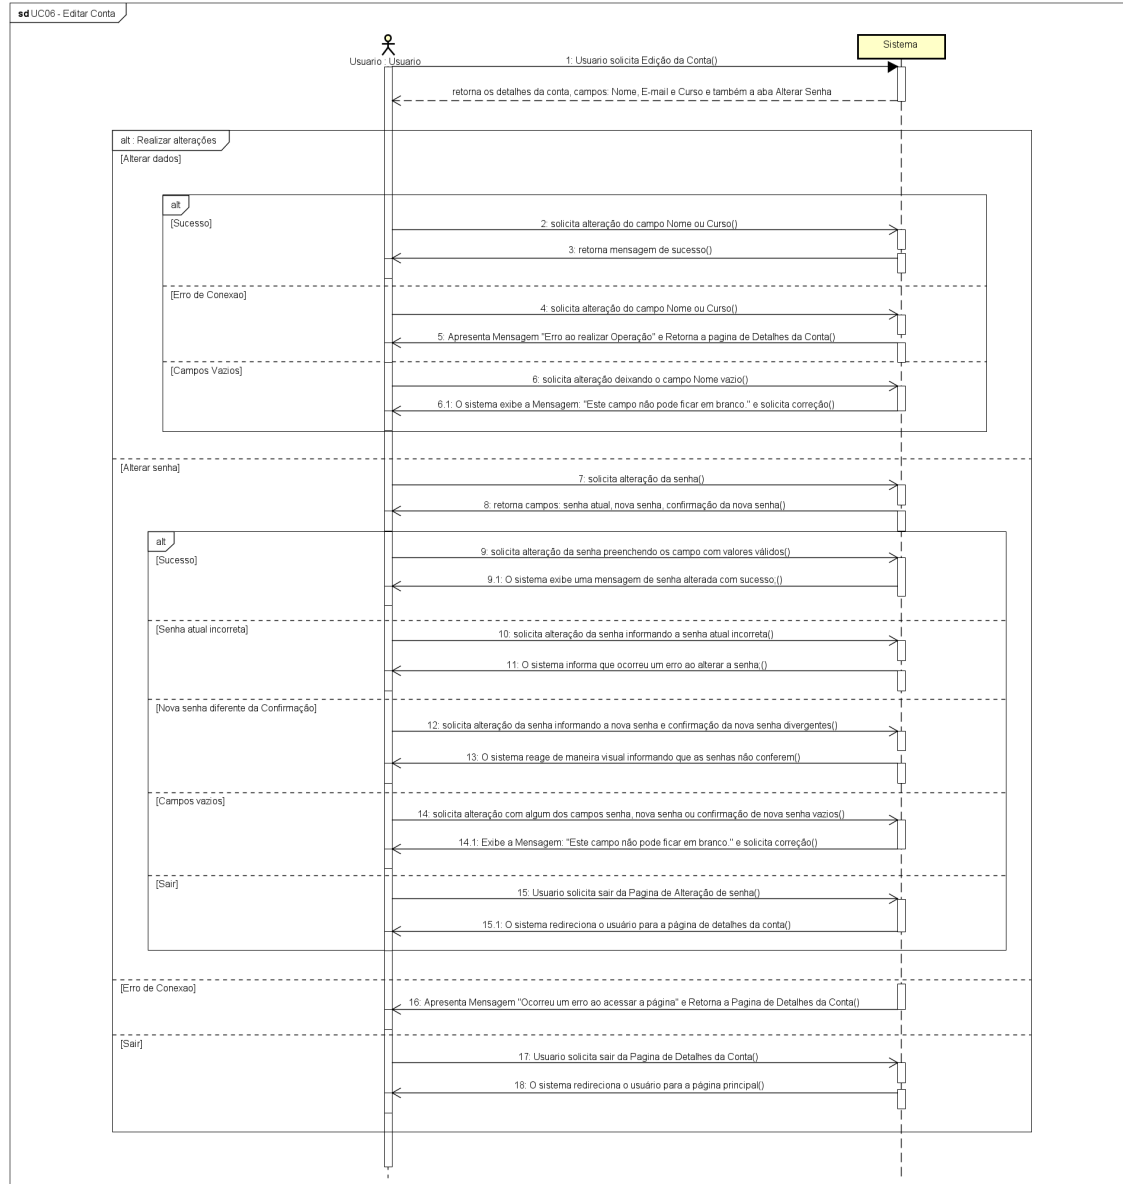 sd UC06 - Editar Conta
Usuario : Usuario
Sistema
1: Usuario solicita Edição da Conta()
retorna os detalhes da conta, campos: Nome, E-mail e Curso e também a aba Alterar Senha
alt : Realizar alterações
[Alterar dados]
alt
[Sucesso]
2: solicita alteração do campo Nome ou Curso()
3: retorna mensagem de sucesso()
[Erro de Conexao]
4: solicita alteração do campo Nome ou Curso()
5: Apresenta Mensagem "Erro ao realizar Operação" e Retorna a pagina de Detalhes da Conta()
[Campos Vazios]
6: solicita alteração deixando o campo Nome vazio()
6.1: O sistema exibe a Mensagem: "Este campo não pode ficar em branco." e solicita correção()
[Alterar senha]
7: solicita alteração da senha()
8: retorna campos: senha atual, nova senha, confirmação da nova senha()
alt
[Sucesso]
9: solicita alteração da senha preenchendo os campo com valores válidos()
9.1: O sistema exibe uma mensagem de senha alterada com sucesso;()
[Senha atual incorreta]
10: solicita alteração da senha informando a senha atual incorreta()
11: O sistema informa que ocorreu um erro ao alterar a senha;()
[Nova senha diferente da Confirmação]
12: solicita alteração da senha informando a nova senha e confirmação da nova senha divergentes()
13: O sistema reage de maneira visual informando que as senhas não conferem()
[Campos vazios]
14: solicita alteração com algum dos campos senha, nova senha ou confirmação de nova senha vazios()
14.1: Exibe a Mensagem: "Este campo não pode ficar em branco." e solicita correção()
[Sair]
15: Usuario solicita sair da Pagina de Alteração de senha()
15.1: O sistema redireciona o usuário para a página de detalhes da conta()
[Erro de Conexao]
16: Apresenta Mensagem "Ocorreu um erro ao acessar a página" e Retorna a Pagina de Detalhes da Conta()
[Sair]
17: Usuario solicita sair da Pagina de Detalhes da Conta()
18: O sistema redireciona o usuário para a página principal()